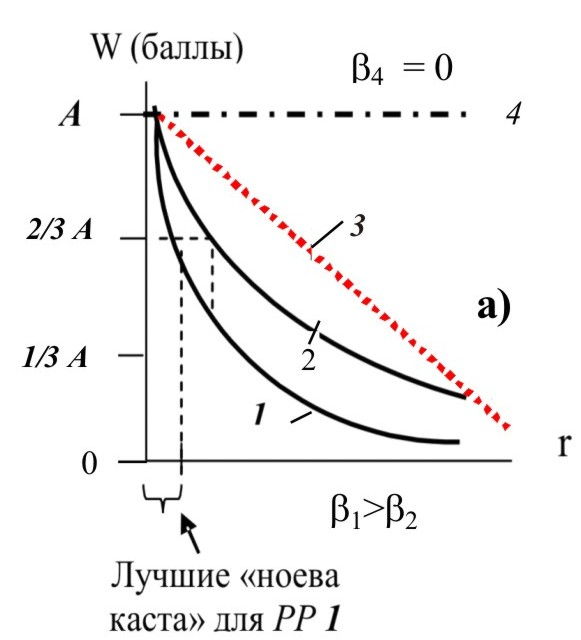 W (баллы)
β₄ = 0
A
4
2/3 A
3
а)
1/3 A
2
1
0
r
β₁>β₂
Лучшие «ноева
каста» для PP 1